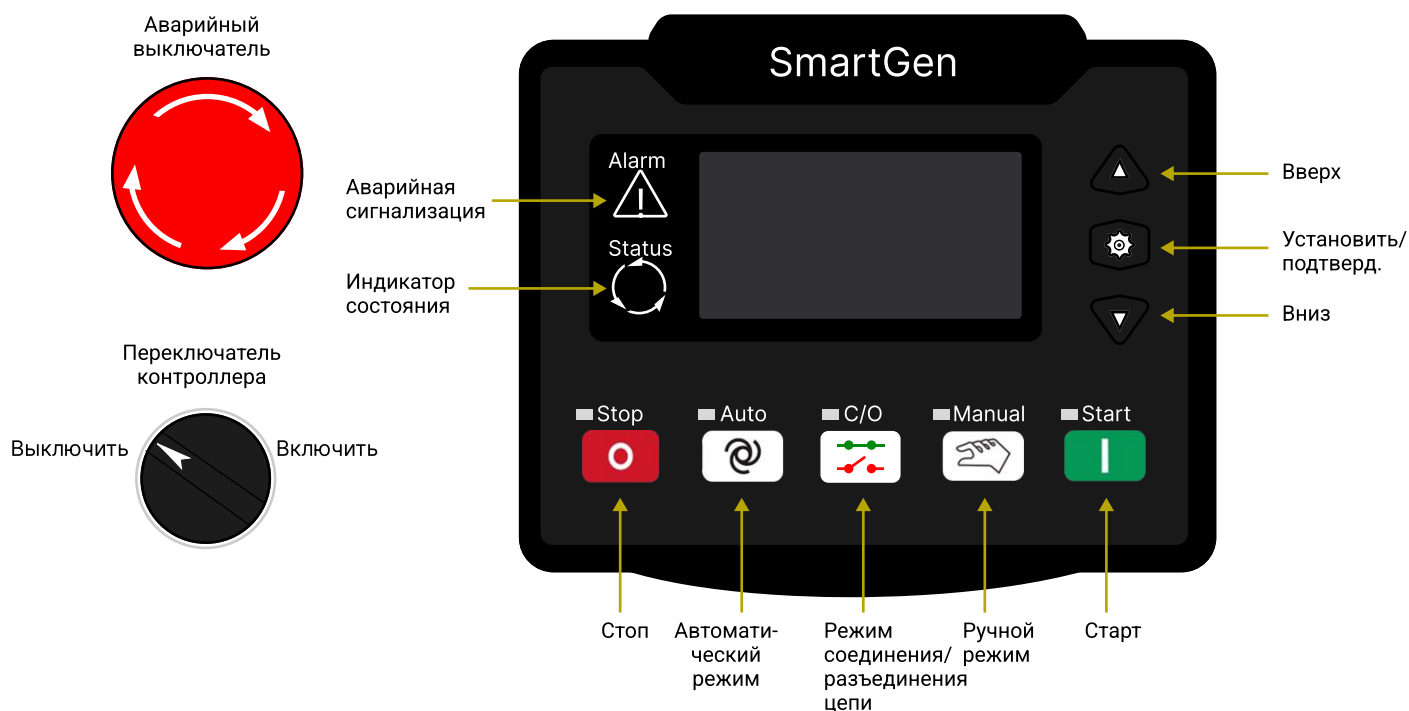 Аварийный
выключатель
SmartGen
Alarm
Аварийная
сигнализация
Status
Индикатор
состояния
Вверх
Установить/
подтверд.
Вниз
Переключатель
контроллера
Выключить
Включить
Stop
Auto
C/O
Manual
Start
Стоп
Автомати-
ческий
режим
Режим
соединения/
разъединения
цепи
Ручной
режим
Старт